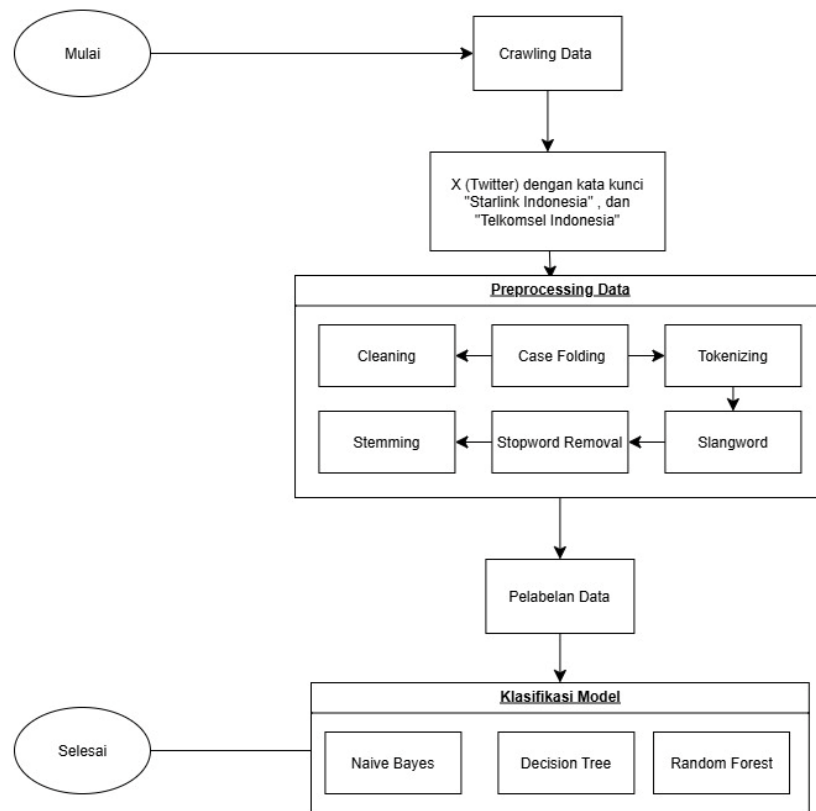 Mulai
Crawling Data
X (Twitter) dengan kata kunci
"Starlink Indonesia" , dan
"Telkomsel Indonesia"
Preprocessing Data
Cleaning
Case Folding
Tokenizing
Stemming
Stopword Removal
Slangword
Pelabelan Data
Klasifikasi Model
Selesai
Naive Bayes
Decision Tree
Random Forest